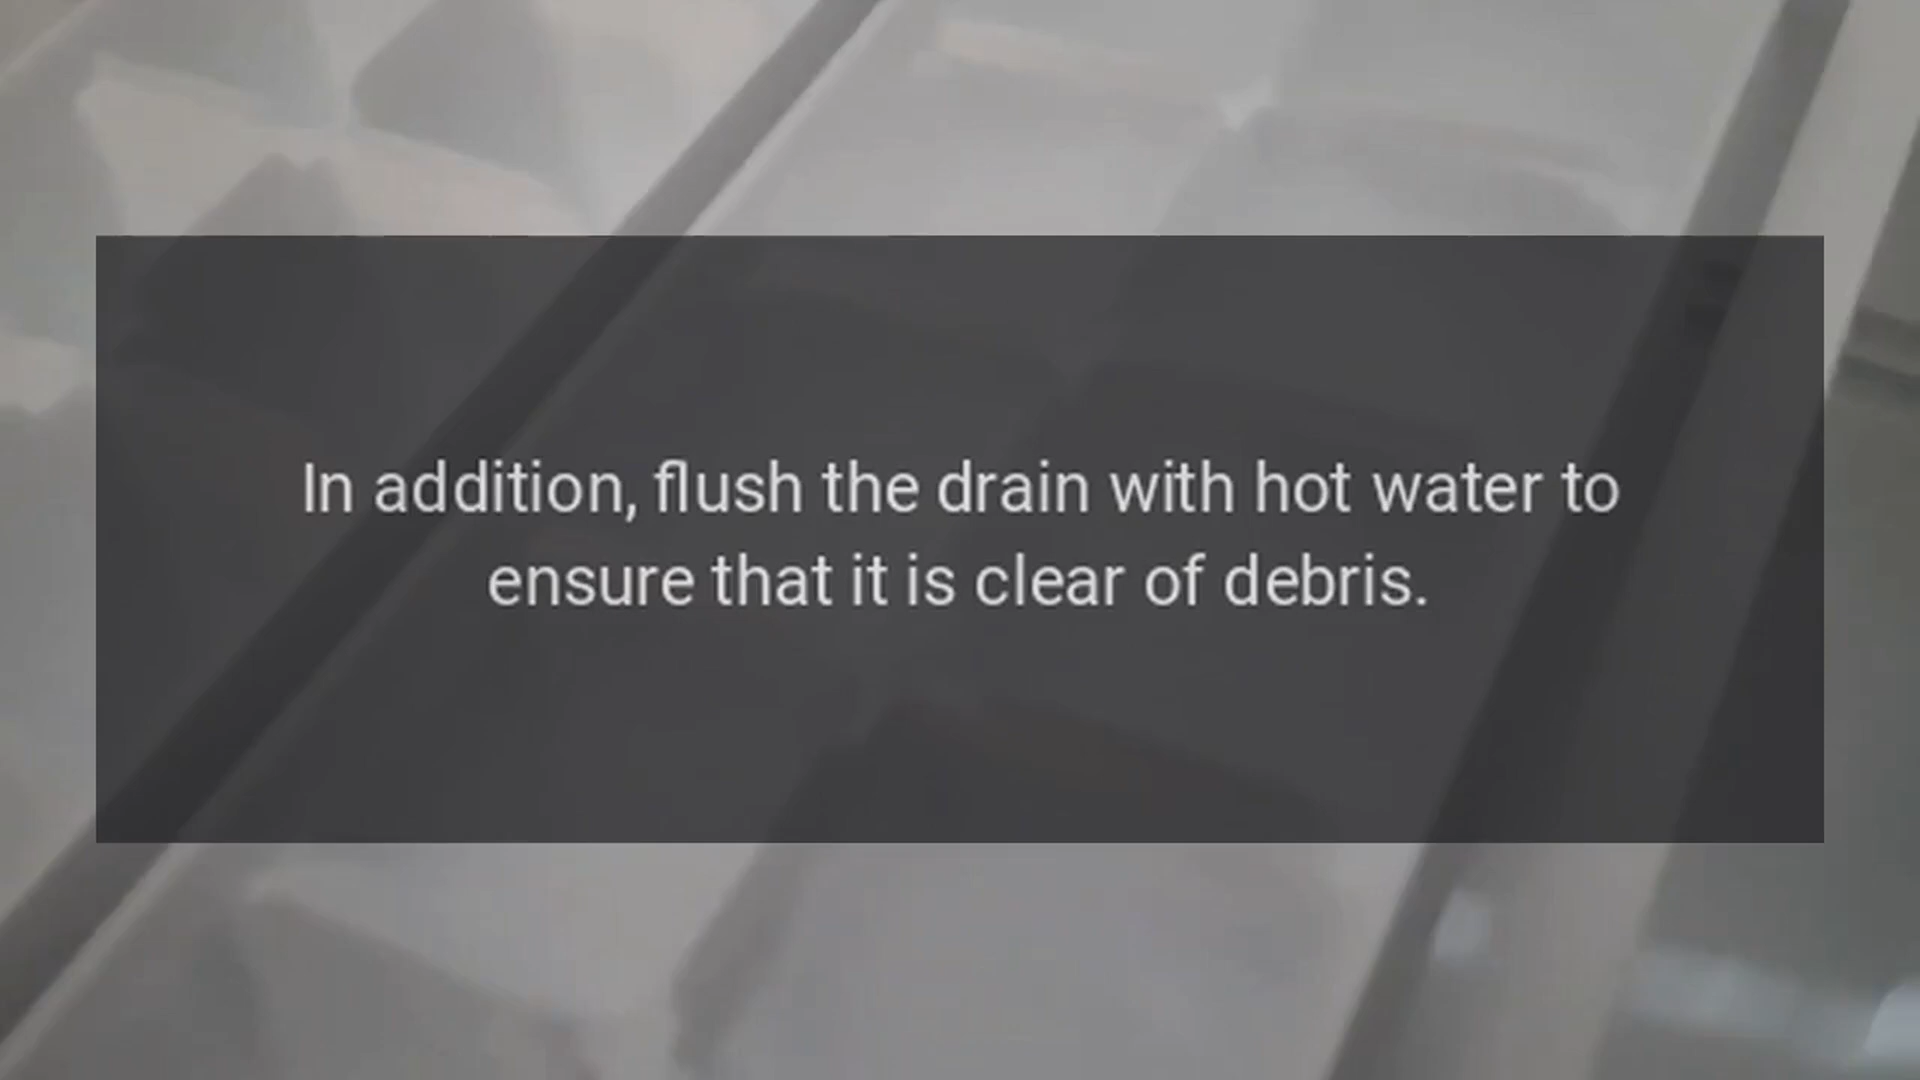 In addition, flush the drain with hot water to
ensure that it is clear of debris.